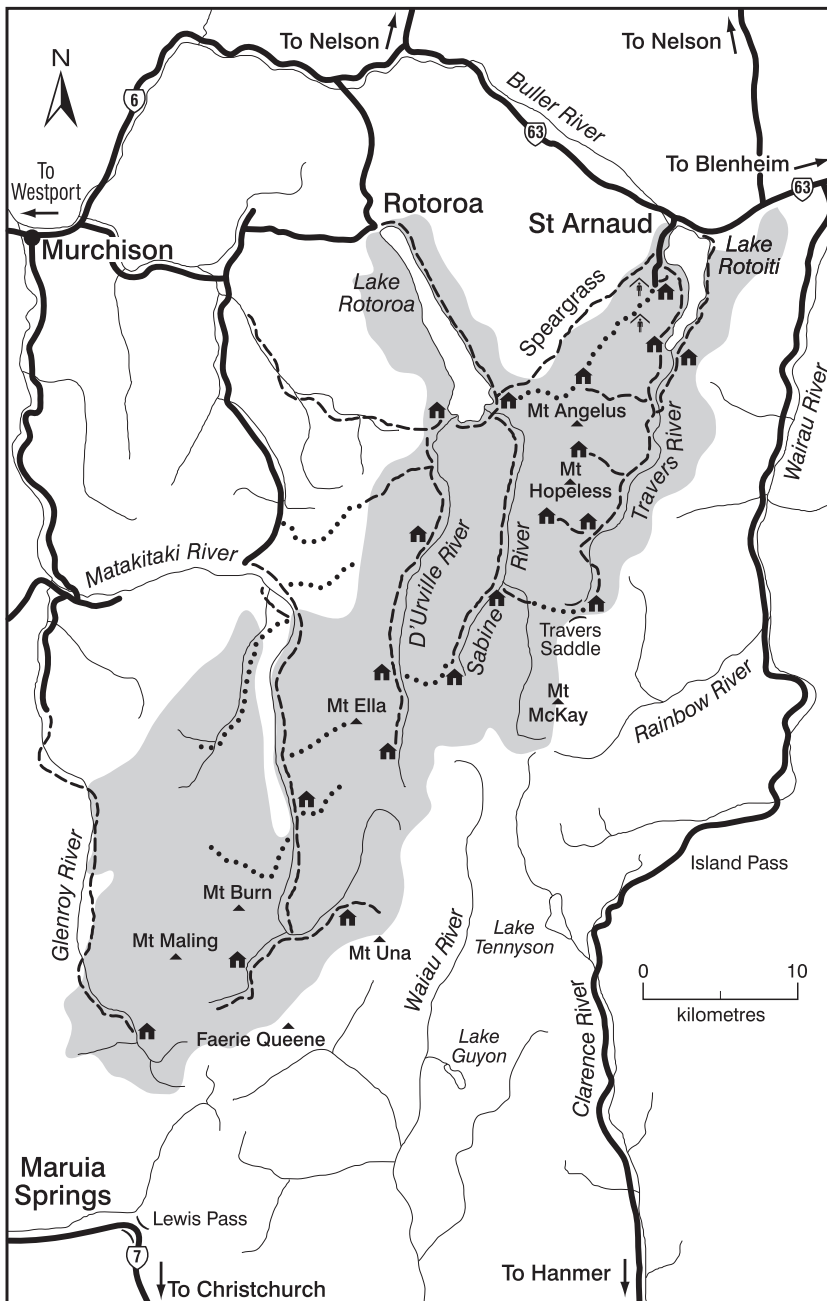 To Nelson
To Nelson
N
6
Buller River
63
To Blenheim
63
To
Westport
Rotoroa
St Arnaud
Murchison
Lake
Rotoiti
Lake
Rotoroa
Speargrass
Mt Angelus
Wairau River
Mt
Hopeless
Travers River
Matakitaki River
D'Urville River
River
Sabine
Travers
Saddle
Mt Ella
Mt
McKay
Rainbow River
Glenroy River
Island Pass
Mt Burn
Mt Maling
Mt Una
Waiau River
Lake
Tennyson
0
10
kilometres
Faerie Queene
Lake
Guyon
Clarence River
Maruia
Springs
Lewis Pass
7
To Christchurch
To Hanmer